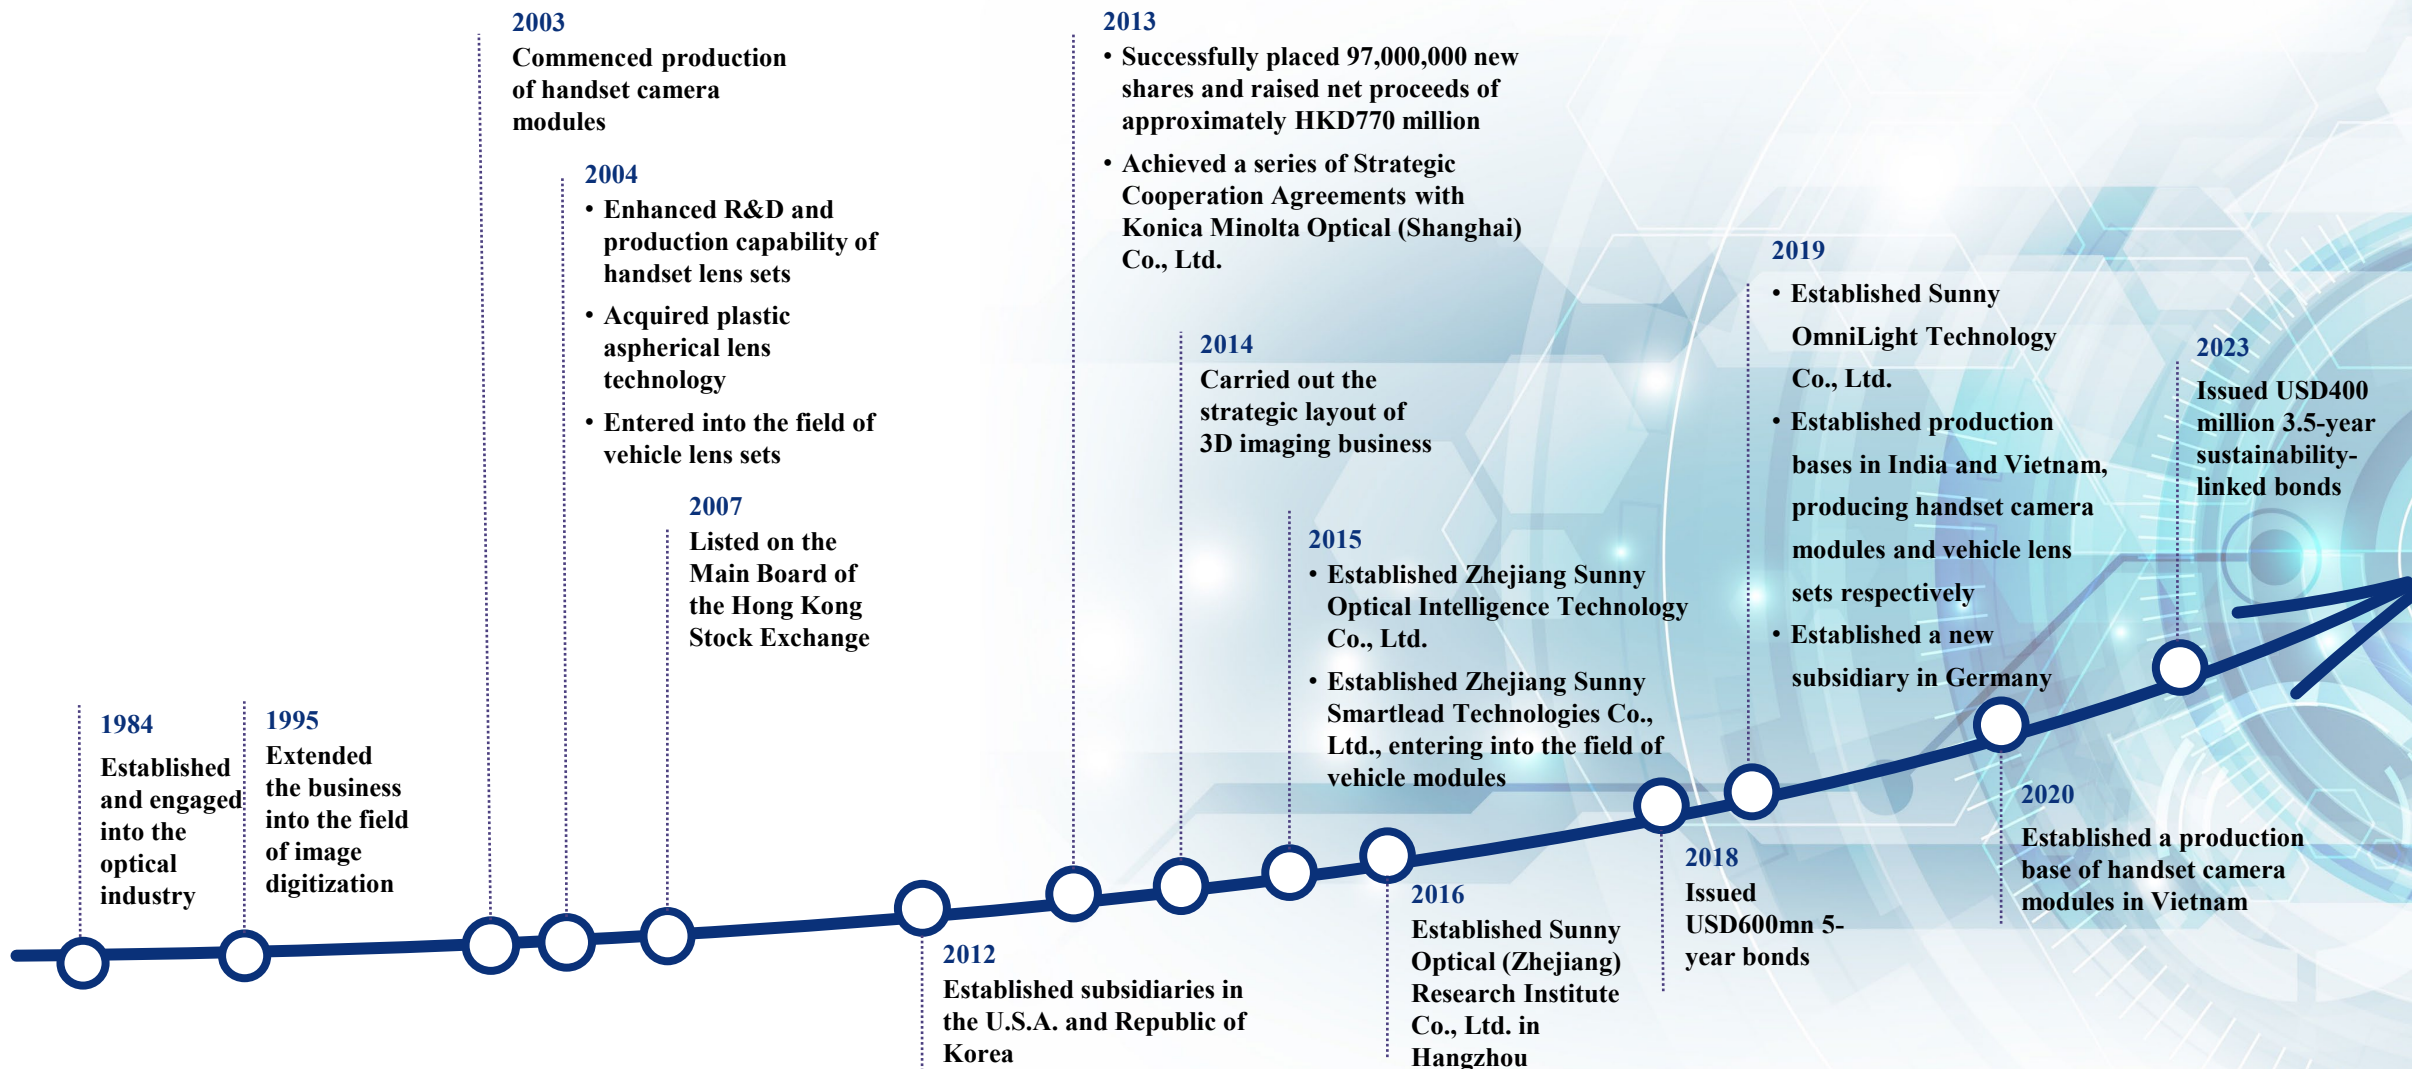 2003
Commenced production
of handset camera
modules
2004
• Enhanced R&D and
production capability of
handset lens sets
• Acquired plastic
aspherical lens
technology
• Entered into the field of
vehicle lens sets
2007
Listed on the
Main Board of
the Hong Kong
Stock Exchange
1984
Established
and engaged
into the
optical
industry
1995
Extended
the business
into the field
of image
digitization
2012
Established subsidiaries in
the U.S.A. and Republic of
Korea
2013
• Successfully placed 97,000,000 new
shares and raised net proceeds of
approximately HKD770 million
• Achieved a series of Strategic
Cooperation Agreements with
Konica Minolta Optical (Shanghai)
Co., Ltd.
2014
Carried out the
strategic layout of
3D imaging business
2015
• Established Zhejiang Sunny
Optical Intelligence Technology
Co., Ltd.
• Established Zhejiang Sunny
Smartlead Technologies Co.,
Ltd., entering into the field of
vehicle modules
2016
Established Sunny
Optical (Zhejiang)
Research Institute
Co., Ltd. in
Hangzhou
2018
Issued
USD600mn 5-
year bonds
2019
• Established Sunny
OmniLight Technology
Co., Ltd.
• Established production
bases in India and Vietnam,
producing handset camera
modules and vehicle lens
sets respectively
• Established a new
subsidiary in Germany
2020
Established a production
base of handset camera
modules in Vietnam
2023
Issued USD400
million 3.5-year
sustainability-
linked bonds